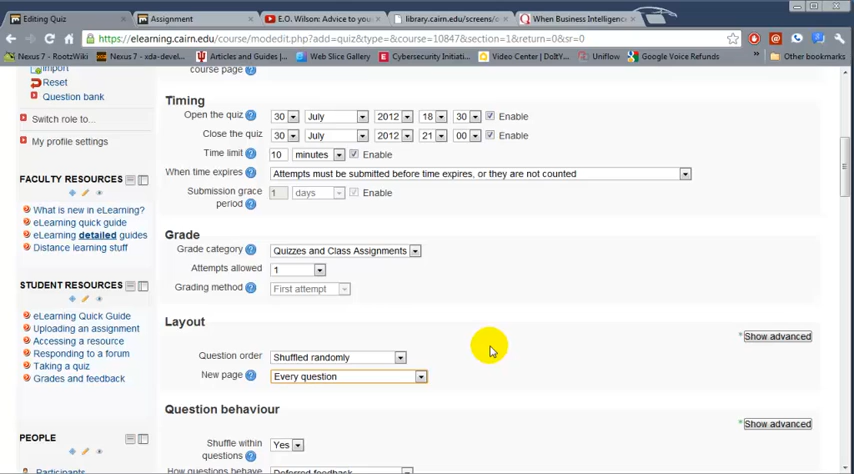 Editing Quiz
Assignment
E.O. Wilson: Advice to you
library.cairn.edu/screens/o
When Business Intelligence
https://elearning.cairn.edu/course/modedit.php?add=quiz&type=&course=10847&section=1&return=0&sr=0
Nexus 7 - RootzWiki
Nexus 7 - xda-devel
Articles and Guides |
Web Slice Gallery
Cybersecurity Initiati...
Video Center | DoItY
Uniflow
Google Voice Refunds
»
Other bookmarks
Import
Reset
Question bank
Switch role to...
My profile settings
FACULTY RESOURCES
What is new in eLearning?
eLearning quick guide
eLearning detailed guides
Distance learning stuff
STUDENT RESOURCES
eLearning Quick Guide
Uploading an assignment
Accessing a resource
Responding to a forum
Taking a quiz
Grades and feedback
PEOPLE
Participants
course page
Timing
Open the quiz 30 July 2012 18 30 Enable
Close the quiz 30 July 2012 21 00 Enable
Time limit 10 minutes Enable
When time expires Attempts must be submitted before time expires, or they are not counted
Submission grace
period 1 days Enable
Grade
Grade category Quizzes and Class Assignments
Attempts allowed 1
Grading method First attempt
Layout
* Show advanced
Question order Shuffled randomly
New page Every question
Question behaviour
* Show advanced
Shuffle within
questions Yes
How questions behave Deferred feedback